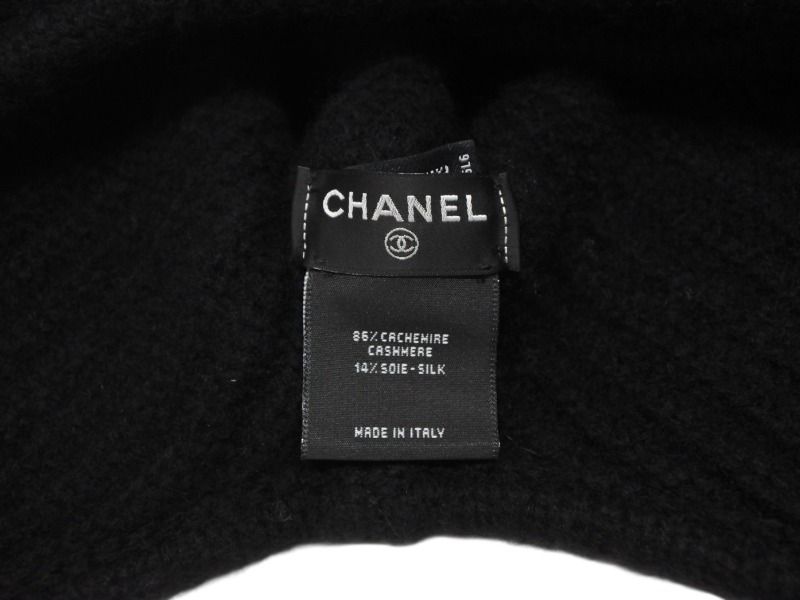 CHANEL
86% CACHEMIRE
CASHMERE
14% SOIE-SILK
MADE IN ITALY